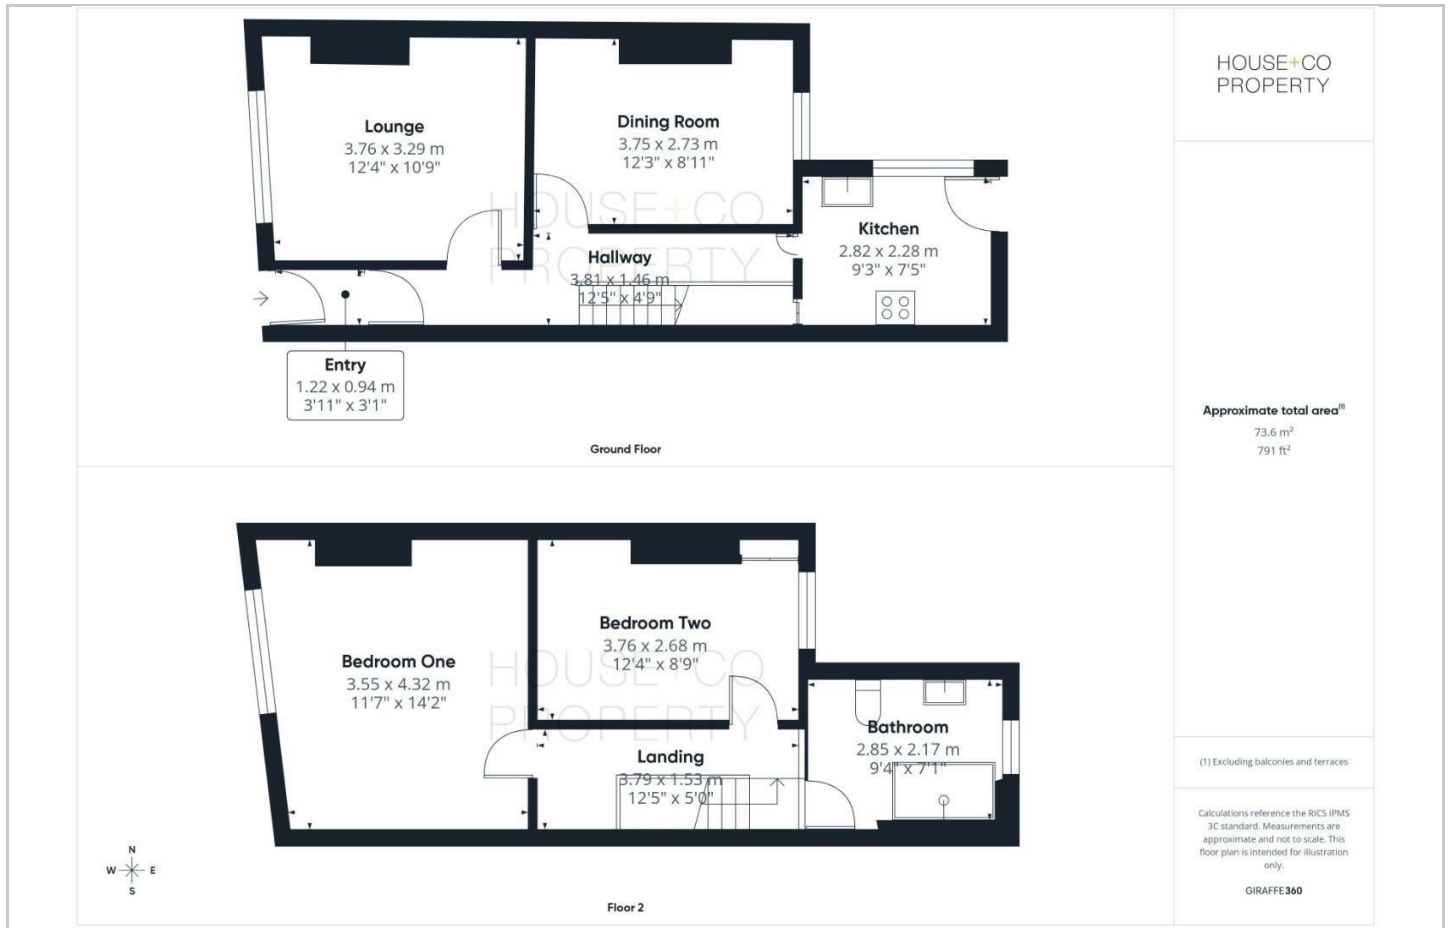 Lounge
3.76 x 3.29 m
12'4" x 10'9"
Dining Room
3.75 x 2.73 m
12'3" x 8'11"
Kitchen
2.82 x 2.28 m
9'3" x 7'5"
Hallway
3.81 x 1.46 m
12'5" x 4'9"
Entry
1.22 x 0.94 m
3'11" x 3'1"
HOUSE+CO
PROPERTY
Ground Floor
Bedroom One
3.55 x 4.32 m
11'7" x 14'2"
Bedroom Two
3.76 x 2.68 m
12'4" x 8'9"
Bathroom
2.85 x 2.17 m
9'4" x 7'1"
Landing
3.79 x 1.53 m
12'5" x 5'0"
HOUSE+CO
PROPERTY
N
W E
S
Floor 2
HOUSE+CO
PROPERTY
Approximate total area(1)
73.6 m²
791 ft²
(1) Excluding balconies and terraces
Calculations reference the RICS IPMS
3C standard. Measurements are
approximate and not to scale. This
floor plan is intended for illustration
only.
GIRAFFE360